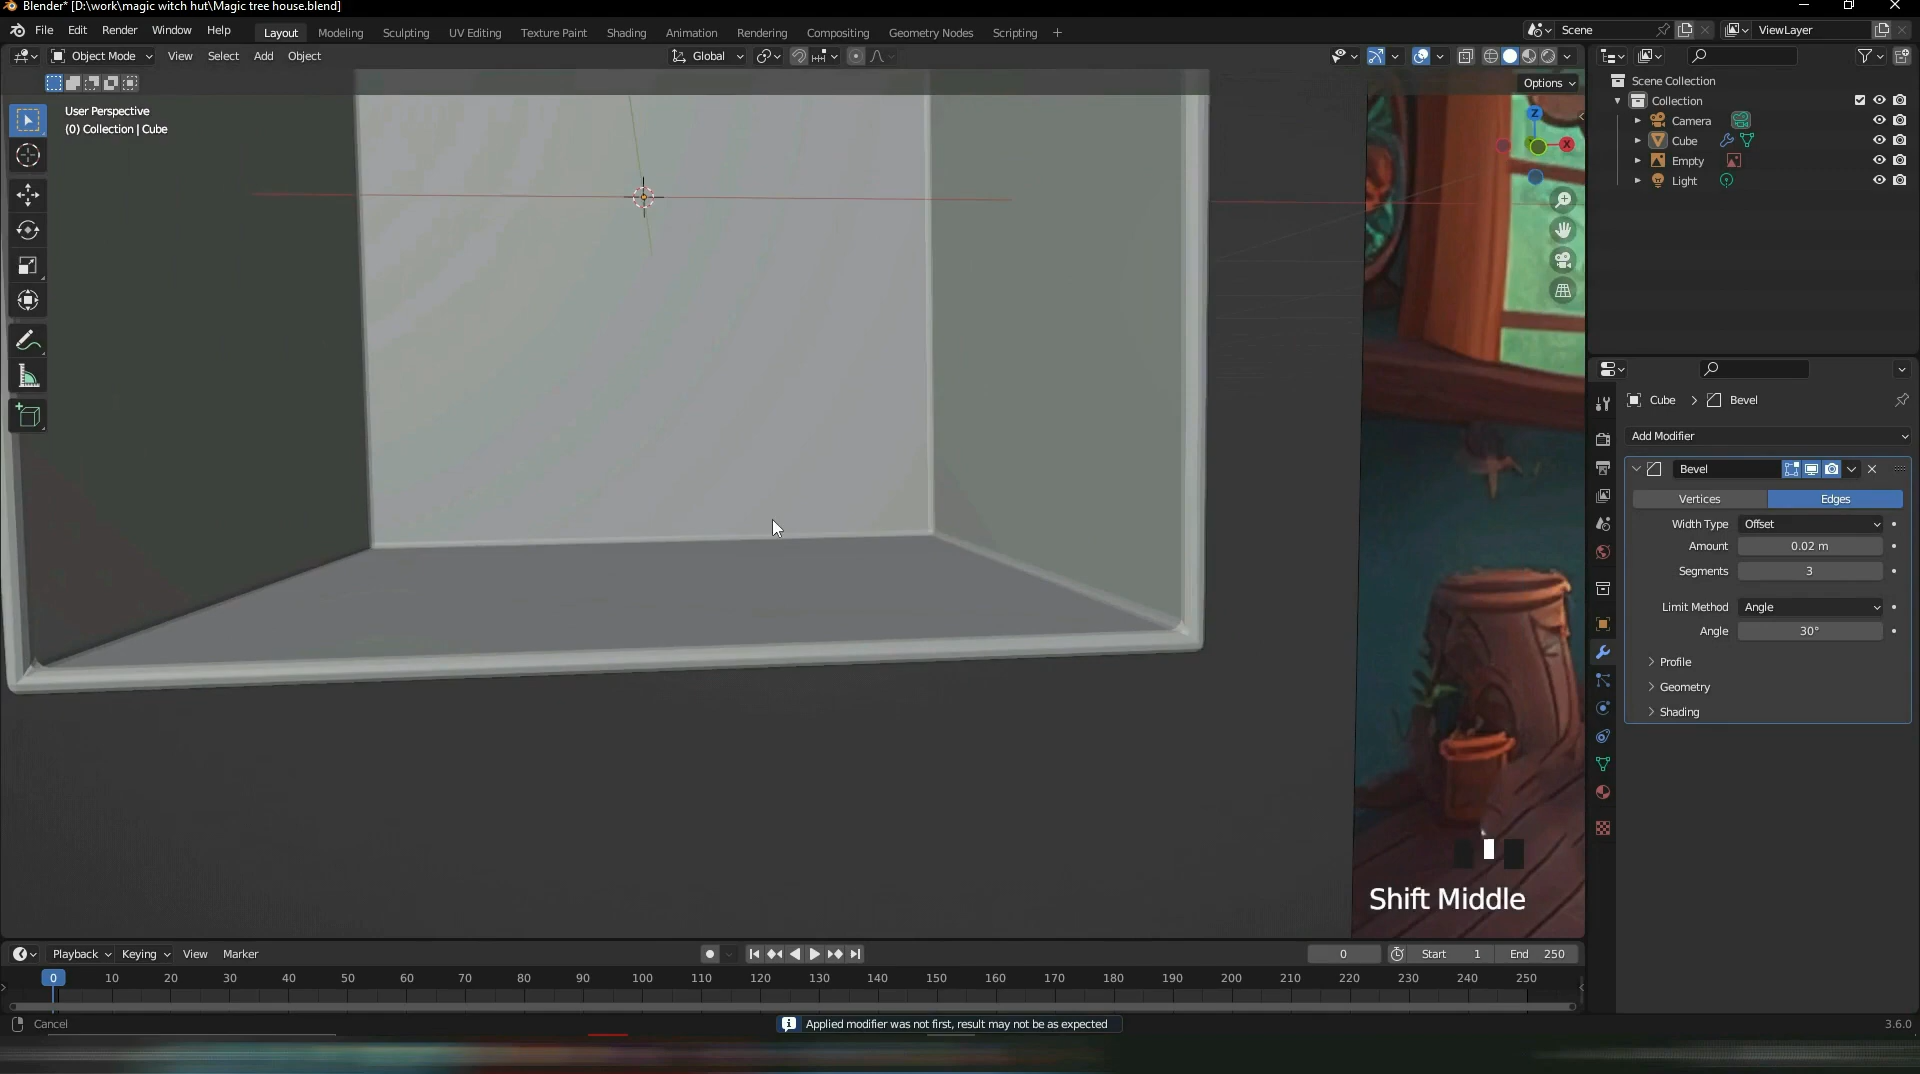 Blender* [D:\work\magic witch hut\Magic tree house.blend]
File Edit Render Window Help Layout Modeling Sculpting UV Editing Texture Paint Shading Animation Rendering Compositing Geometry Nodes Scripting + Scene ViewLayer
Object Mode View Select Add Object Global
Options
User Perspective
(0) Collection | Cube
Z
X
Scene Collection
Collection
Camera
Cube
Empty
Light
Cube > Bevel
Add Modifier
Bevel
Vertices Edges
Width Type Offset
Amount 0.02 m
Segments 3
Limit Method Angle
Angle 30°
Profile
Geometry
Shading
Shift Middle
Playback Keying View Marker 0 Start 1 End 250
0 10 20 30 40 50 60 70 80 90 100 110 120 130 140 150 160 170 180 190 200 210 220 230 240 250
Cancel Applied modifier was not first, result may not be as expected 3.6.0